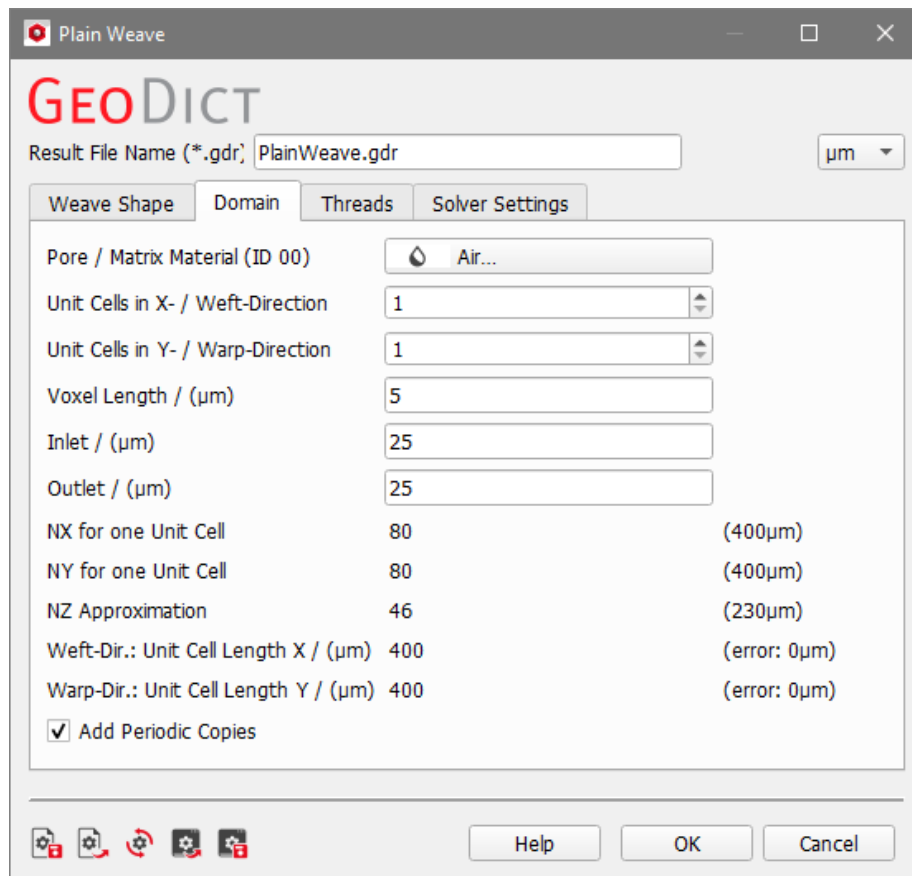 Plain Weave
GEODICT
Result File Name (*.gdr) PlainWeave.gdr µm
Weave Shape Domain Threads Solver Settings
Pore / Matrix Material (ID 00) Air...
Unit Cells in X- / Weft-Direction 1
Unit Cells in Y- / Warp-Direction 1
Voxel Length / (µm) 5
Inlet / (µm) 25
Outlet / (µm) 25
NX for one Unit Cell 80 (400µm)
NY for one Unit Cell 80 (400µm)
NZ Approximation 46 (230µm)
Weft-Dir.: Unit Cell Length X / (µm) 400 (error: 0µm)
Warp-Dir.: Unit Cell Length Y / (µm) 400 (error: 0µm)
Add Periodic Copies
Help OK Cancel